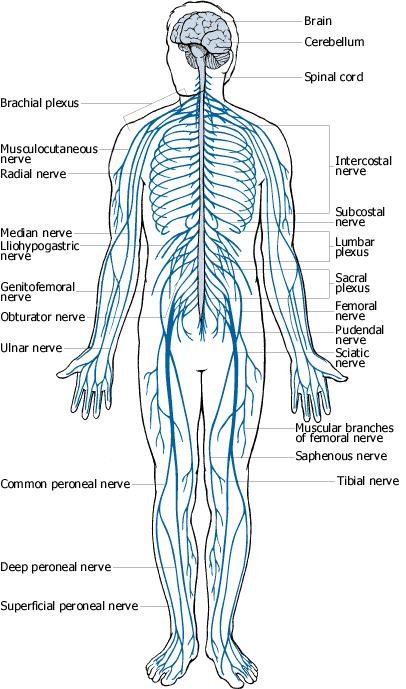 Brain
Cerebellum
Spinal cord
Brachial plexus
Musculocutaneous
nerve
Radial nerve
Intercostal
nerve
Subcostal
nerve
Median nerve
Lliohypogastric
nerve
Lumbar
plexus
Sacral
plexus
Genitofemoral
nerve
Femoral
nerve
Obturator nerve
Pudendal
nerve
Ulnar nerve
Sciatic
nerve
Muscular branches
of femoral nerve
Saphenous nerve
Common peroneal nerve
Tibial nerve
Deep peroneal nerve
Superficial peroneal nerve